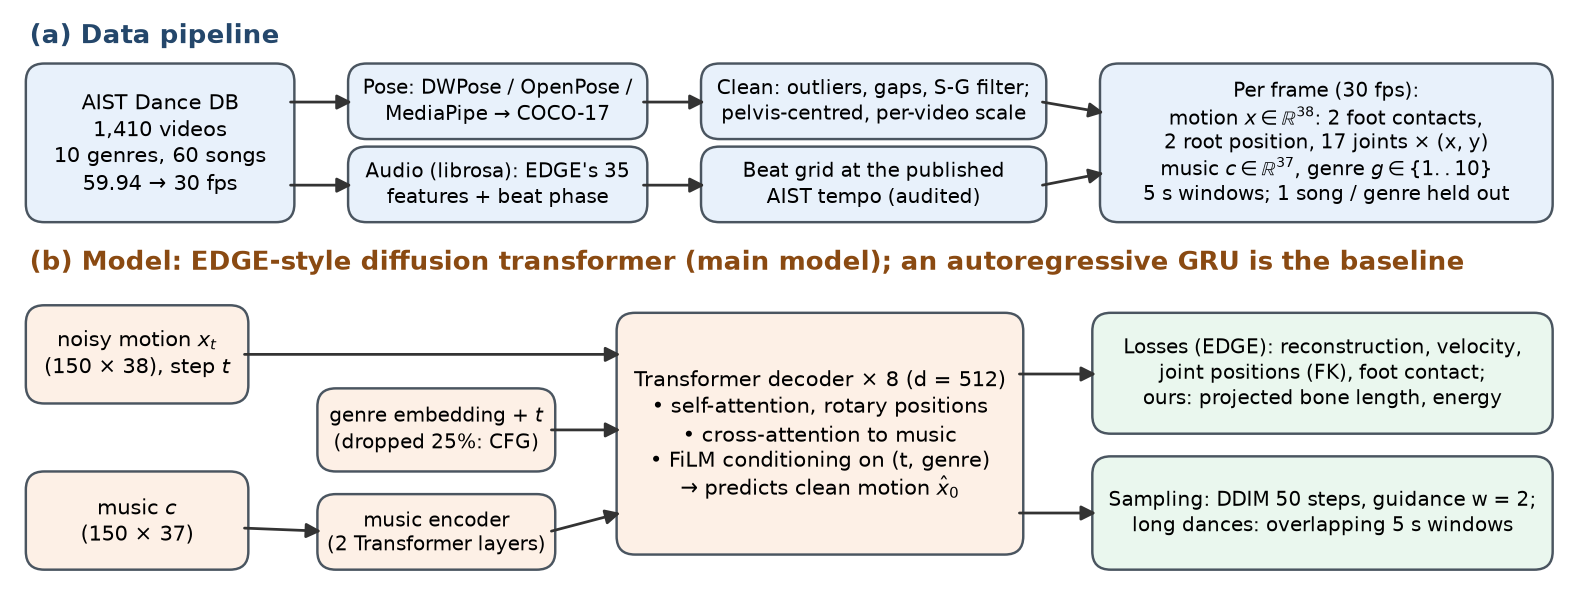 (a) Data pipeline
AIST Dance DB
1,410 videos
10 genres, 60 songs
59.94 → 30 fps
Pose: DWPose / OpenPose /
MediaPipe → COCO-17
Audio (librosa): EDGE's 35
features + beat phase
Clean: outliers, gaps, S-G filter;
pelvis-centred, per-video scale
Beat grid at the published
AIST tempo (audited)
Per frame (30 fps):
motion x ∈ ℝ³⁸: 2 foot contacts,
2 root position, 17 joints × (x, y)
music c ∈ ℝ³⁷, genre g ∈ {1. . 10}
5 s windows; 1 song / genre held out
(b) Model: EDGE-style diffusion transformer (main model); an autoregressive GRU is the baseline
noisy motion xₜ
(150 × 38), step t
genre embedding + t
(dropped 25%: CFG)
music c
(150 × 37)
music encoder
(2 Transformer layers)
Transformer decoder × 8 (d = 512)
• self-attention, rotary positions
• cross-attention to music
• FiLM conditioning on (t, genre)
→ predicts clean motion x̂₀
Losses (EDGE): reconstruction, velocity,
joint positions (FK), foot contact;
ours: projected bone length, energy
Sampling: DDIM 50 steps, guidance w = 2;
long dances: overlapping 5 s windows